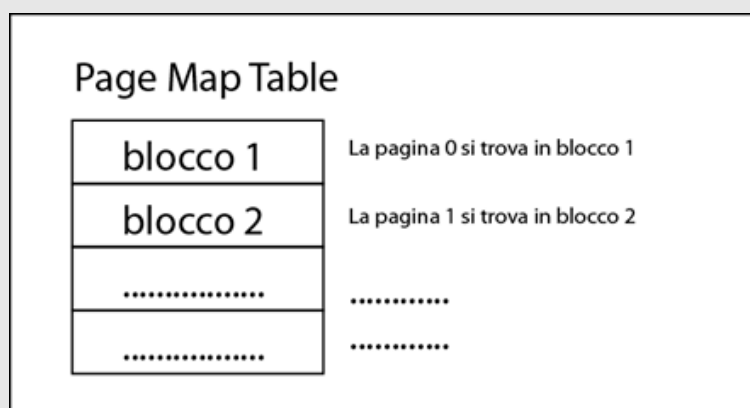 Page Map Table
blocco 1
La pagina 0 si trova in blocco 1
blocco 2
La pagina 1 si trova in blocco 2
................. ............
................. ............